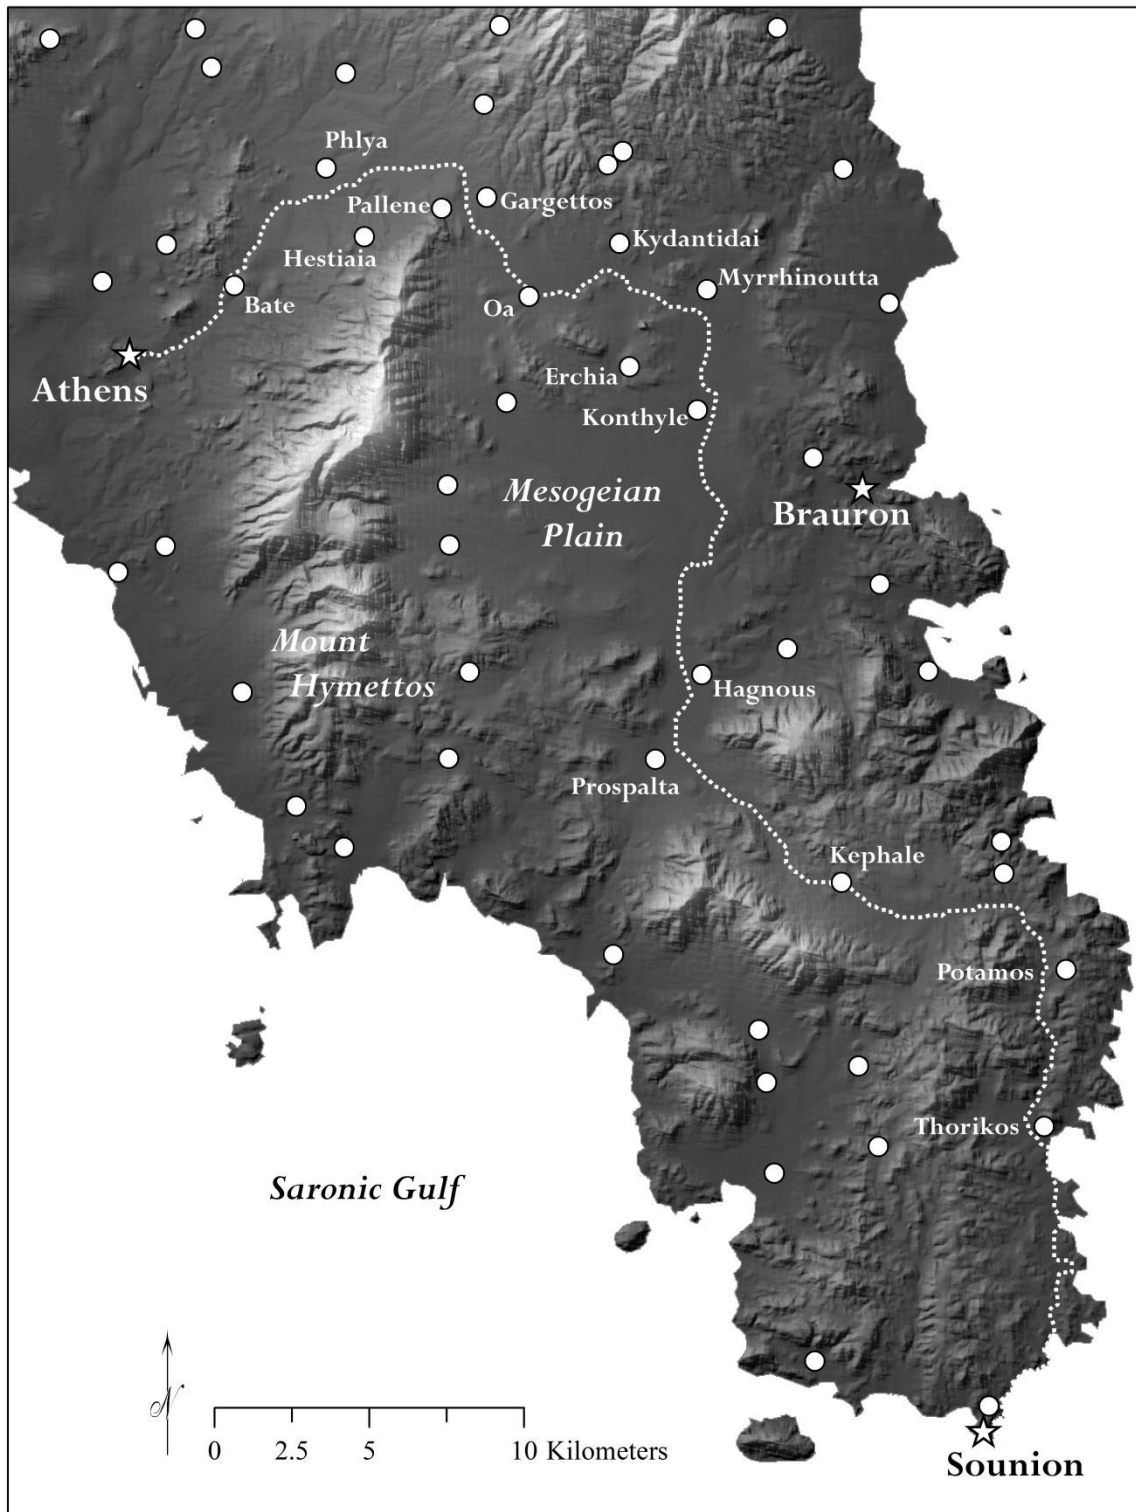 Phlya
Pallene
Gargettos
Hestiaia
Kydantidai
Myrrhinoutta
Bate
Oa
Athens
Erchia
Konthyle
Mesogeian
Plain
Brauron
Mount
Hymettos
Hagnous
Prospalta
Kephale
Potamos
Thorikos
Saronic Gulf
N
0 2.5 5 10 Kilometers
Sounion